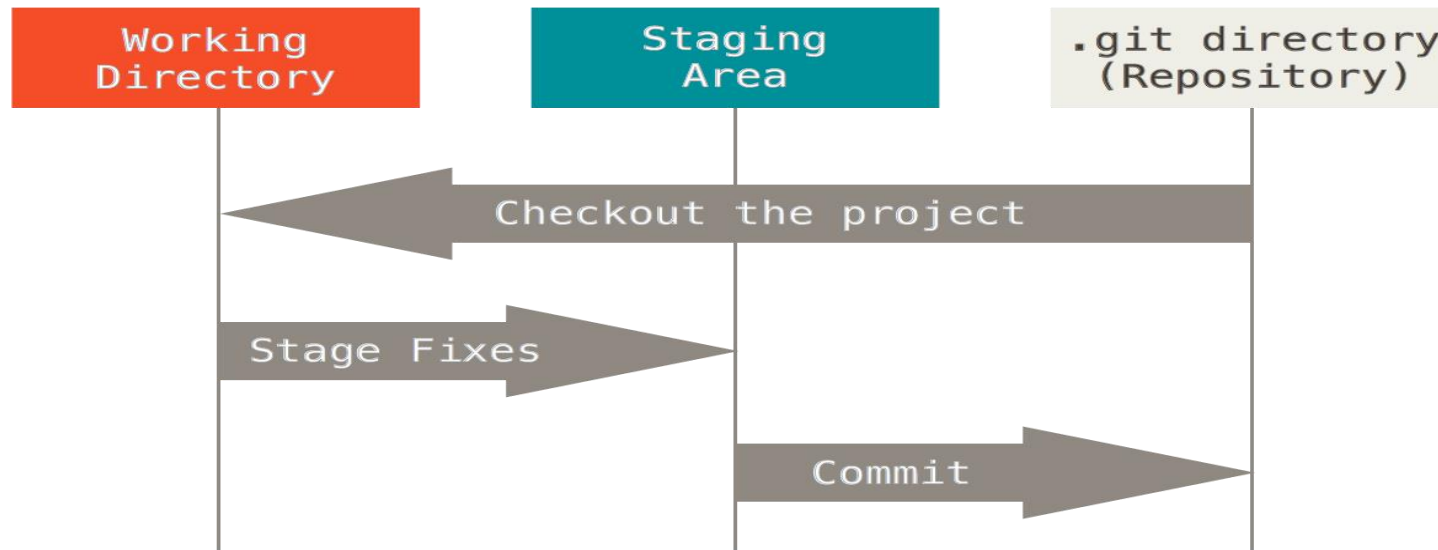 Working
Directory
Staging
Area
.git directory
(Repository)
Checkout the project
Stage Fixes
Commit